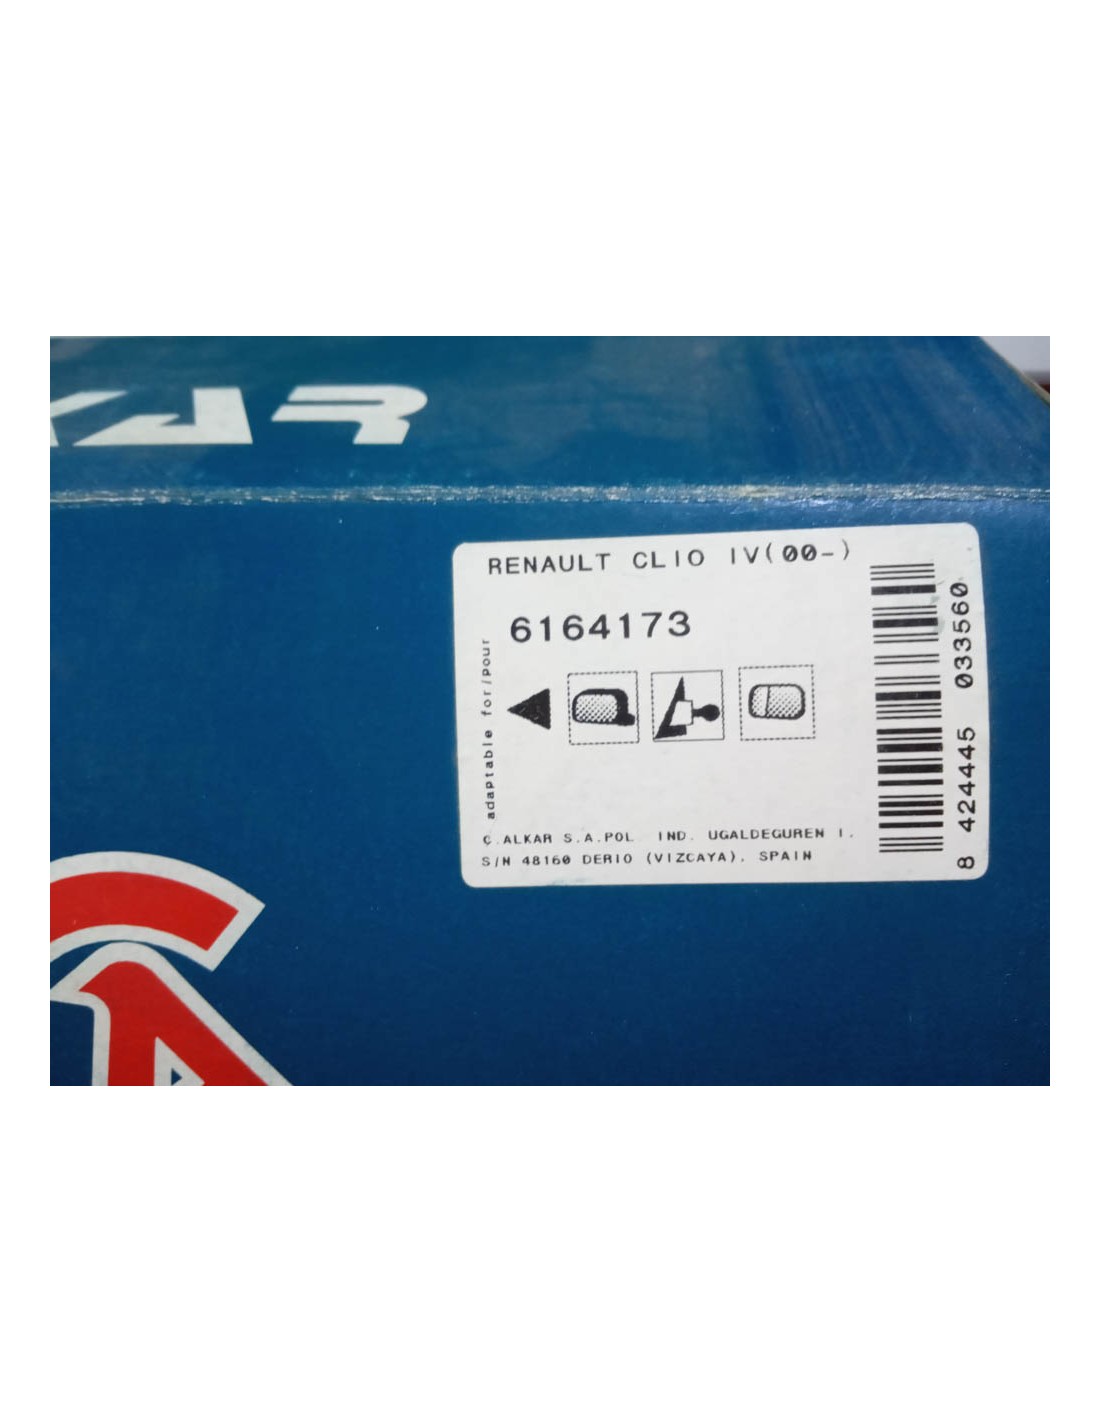 RENAULT CLIO IV(00-)
6164173
adaptable for/pour
C.ALKAR S.A.POL. IND. UGALDEGUREN I.
S/N 48160 DERIO (VIZCAYA). SPAIN
8 424445 033560